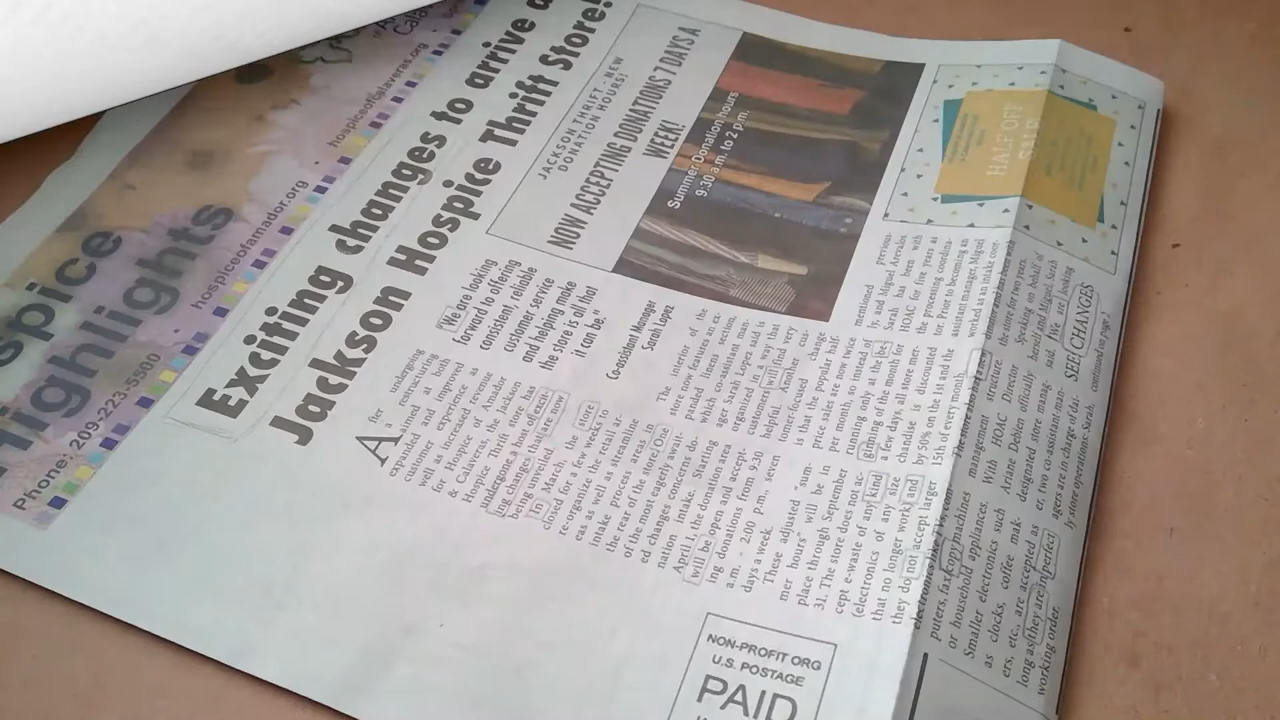 spice
Highlights
Phone: 209-223-5500
hospiceofamador.org
hospiceofcalaveras.org
Exciting changes to arrive
Jackson Hospice Thrift Store!
JACKSON THRIFT - NEW
DONATION HOURS!
NOW ACCEPTING DONATIONS 7 DAYS A
WEEK!
Summer Donation hours
9:30 a.m. to 2 p.m.
HALF OFF
SALE
"We are looking
forward to offering
consistent, reliable
customer service
and helping make
the store is all that
it can be."
Co-assistant Manager
Sarah Lopez
After undergoing
a restructuring
aimed at both
expanded and improved
customer experience as
well as increased revenue
for Hospice of Amador
& Calaveras, the Jackson
Hospice Thrift store has
undergone a host of excit-
ing changes that are now
being unveiled.
In March, the store
closed for a few weeks to
re-organize the retail ar-
eas as well as streamline
intake process areas in
the rear of the store. One
of the most eagerly await-
ed changes concerns do-
nation intake. Starting
April 1, the donation area
will be open and accept-
ing donations from 9:30
a.m. - 2:00 p.m. seven
days a week.
These adjusted "sum-
mer hours" will be in
place through September
31. The store does not ac-
cept e-waste of any kind
(electronics of any size
that no longer work) and
they do not accept larger
puters, fax/copy machines
or household appliances.
Smaller electronics such
as clocks, coffee mak-
ers, etc., are accepted as
long as they are in perfect
working order.
The interior of the
store now features an ex-
panded linens section,
which co-assistant man-
ager Sarah Lopez said is
organized in a way that
customers will find very
helpful. Another cus-
tomer-focused change
is that the popular half-
price sales are now twice
per month, so instead of
running only at the be-
ginning of the month for
a few days, all store mer-
chandise is discounted
by 50% on the 1st and the
15th of every month.
management structure.
With HOAC Director
Ariane Debien officially
designated store manag-
er, two co-assistant-man-
agers are in charge of dai-
ly store operations: Sarah,
mentioned previous-
ly, and Miguel Arevalos.
Sarah has been with
HOAC for five years as
the processing coordina-
tor. Prior to becoming an
assistant manager, Miguel
worked as an intake coor-
the store for two years.
Speaking on behalf of
herself and Miguel, Sarah
said, "We are looking
SEE CHANGES
continued on page 2
NON-PROFIT ORG
U.S. POSTAGE
PAID